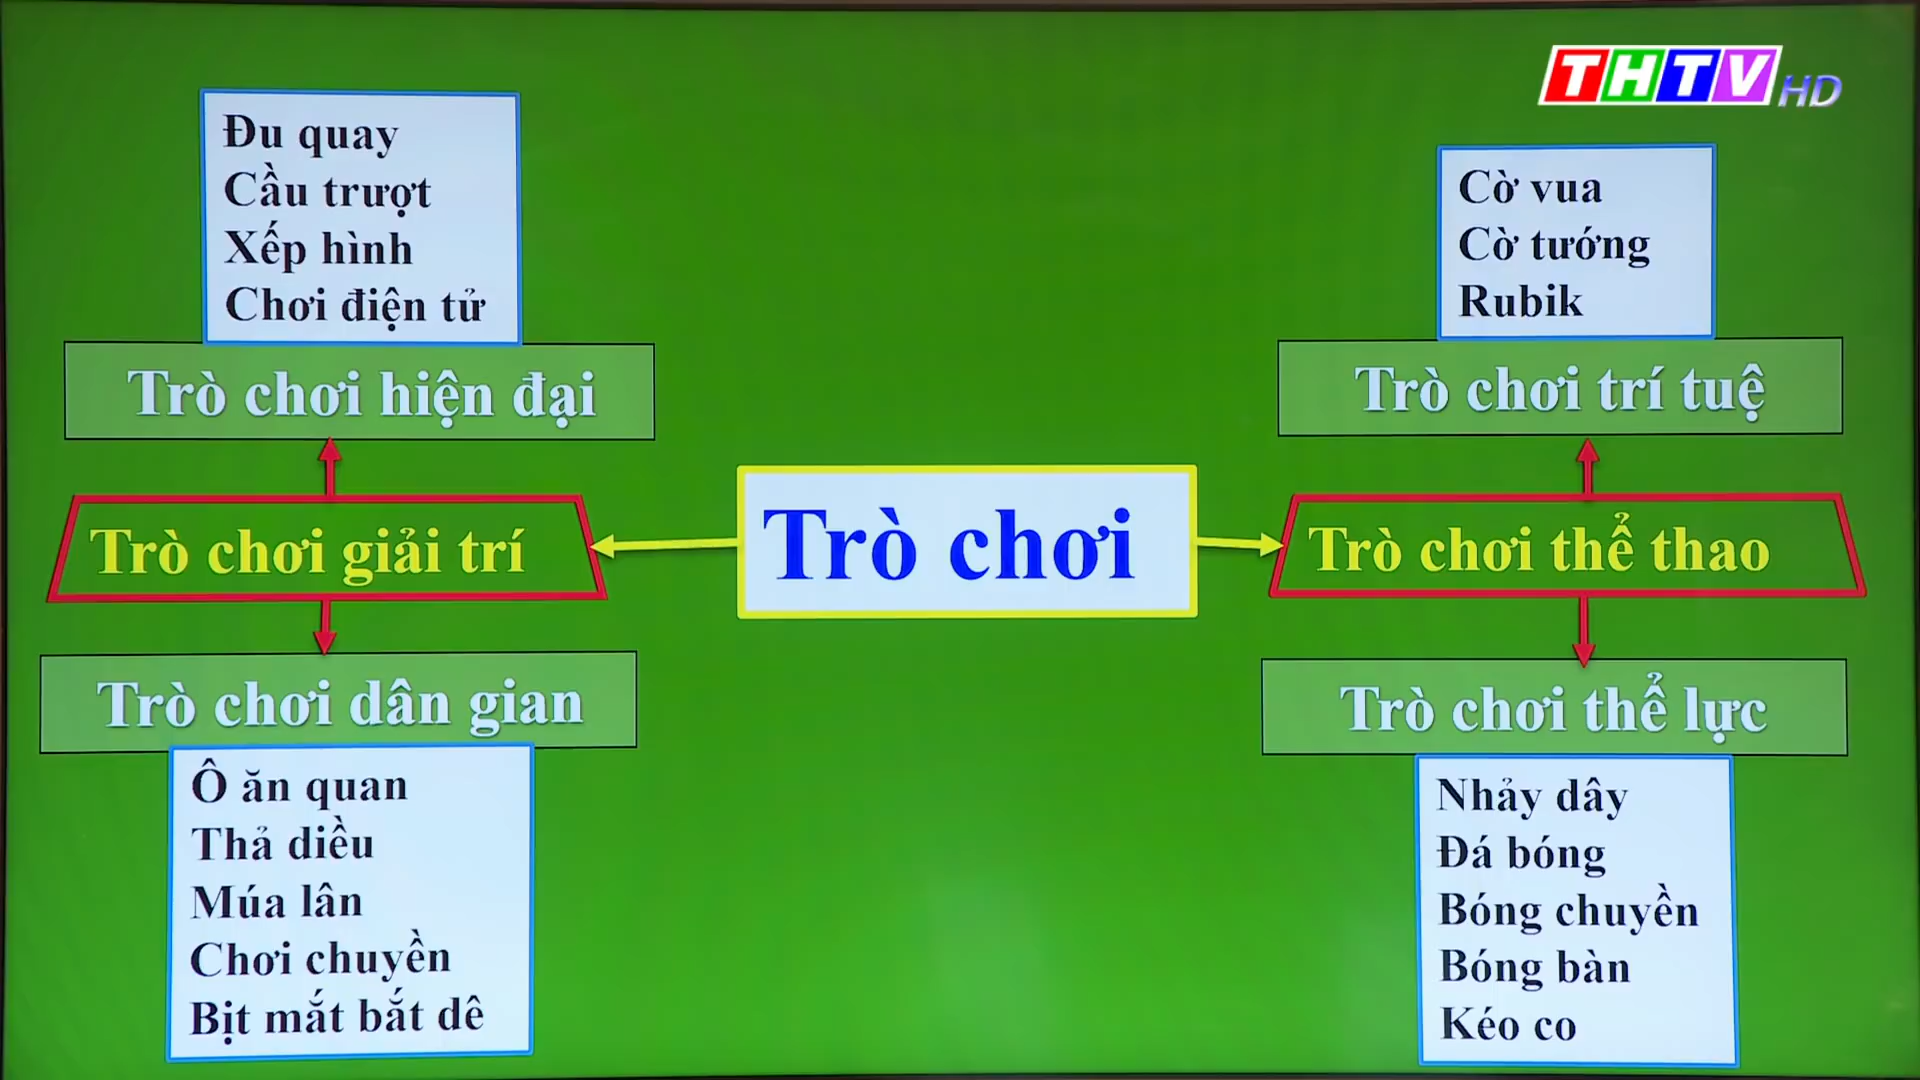 THTV HD
Đu quay
Cầu trượt
Xếp hình
Chơi điện tử
Trò chơi hiện đại
Trò chơi giải trí
Trò chơi dân gian
Ô ăn quan
Thả diều
Múa lân
Chơi chuyền
Bịt mắt bắt dê
Trò chơi
Cờ vua
Cờ tướng
Rubik
Trò chơi trí tuệ
Trò chơi thể thao
Trò chơi thể lực
Nhảy dây
Đá bóng
Bóng chuyền
Bóng bàn
Kéo co